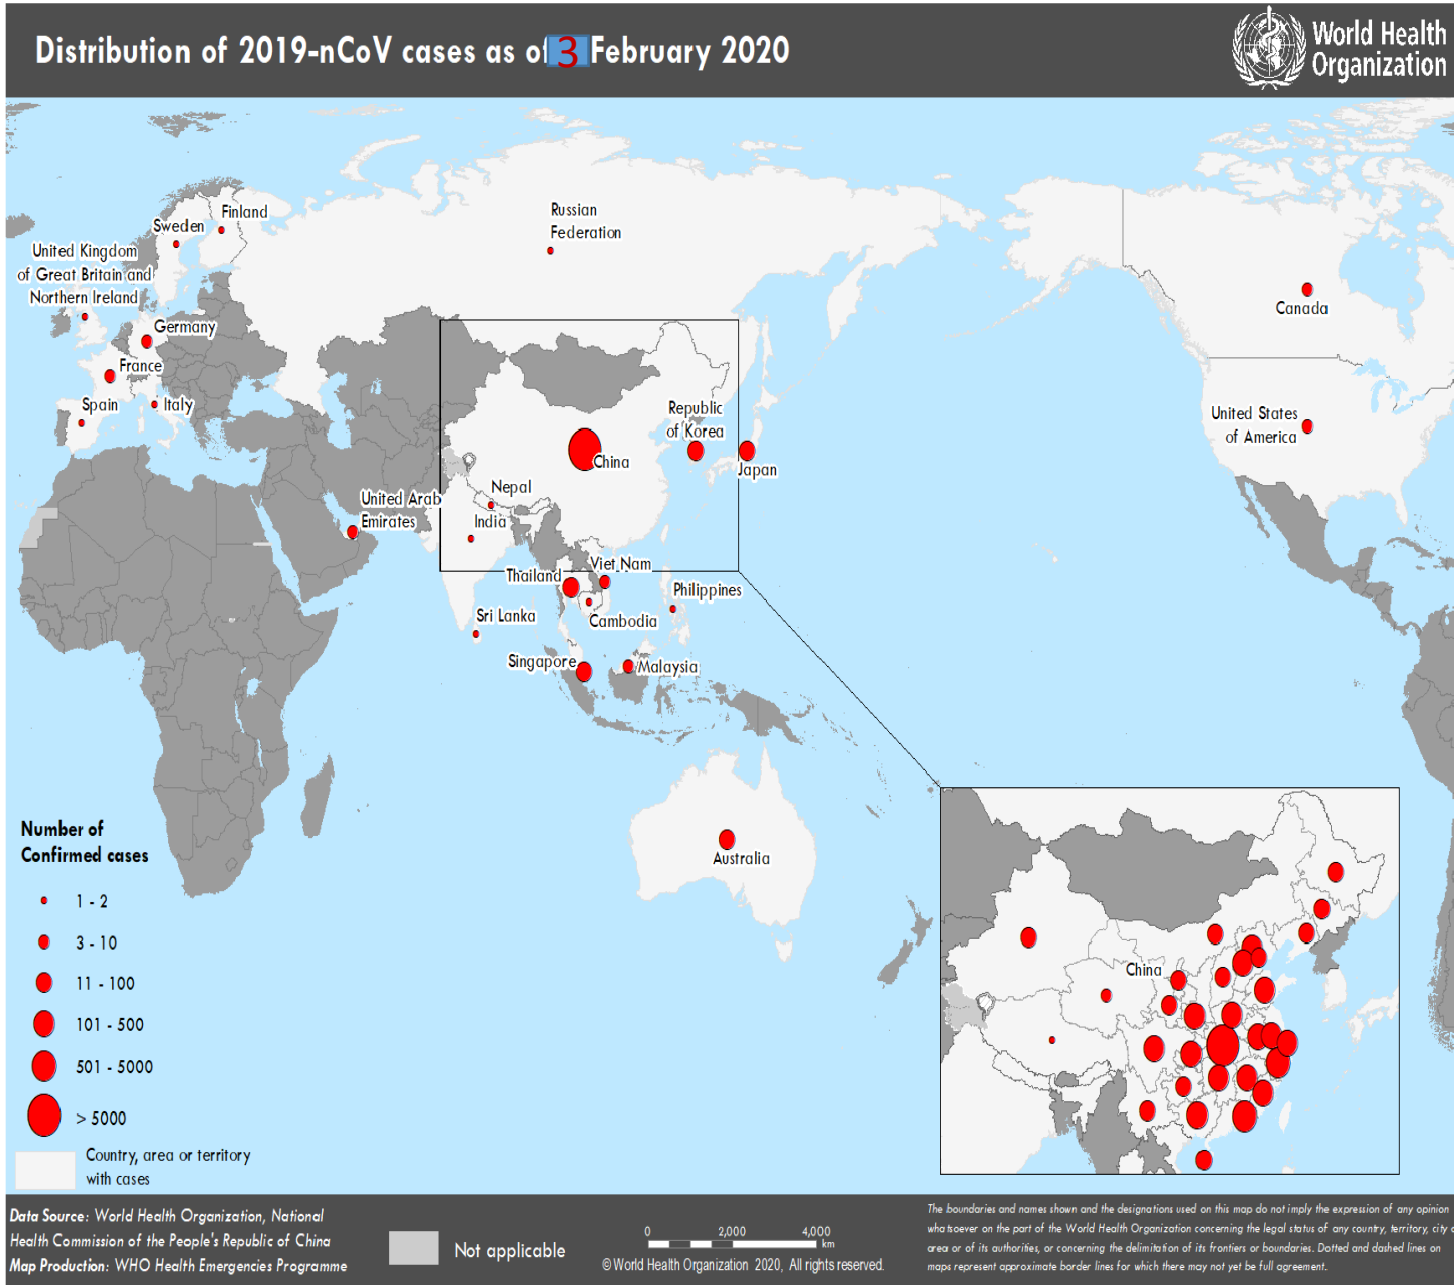 Distribution of 2019-nCoV cases as of 3 February 2020
World Health
Organization
Finland
Sweden
Russian
Federation
United Kingdom
of Great Britain and
Northern Ireland
Germany
France
Spain
Italy
Canada
United States
of America
Republic
of Korea
China
Japan
Nepal
United Arab
Emirates
India
Viet Nam
Thailand
Philippines
Sri Lanka
Cambodia
Singapore
Malaysia
Australia
China
Number of
Confirmed cases
1 - 2
3 - 10
11 - 100
101 - 500
501 - 5000
> 5000
Country, area or territory
with cases
Data Source: World Health Organization, National
Health Commission of the People's Republic of China
Map Production: WHO Health Emergencies Programme
Not applicable
0 2,000 4,000
km
© World Health Organization 2020, All rights reserved.
The boundaries and names shown and the designations used on this map do not imply the expression of any opinion
whatsoever on the part of the World Health Organization concerning the legal status of any country, territory, city o
area or of its authorities, or concerning the delimitation of its frontiers or boundaries. Dotted and dashed lines on
maps represent approximate border lines for which there may not yet be full agreement.